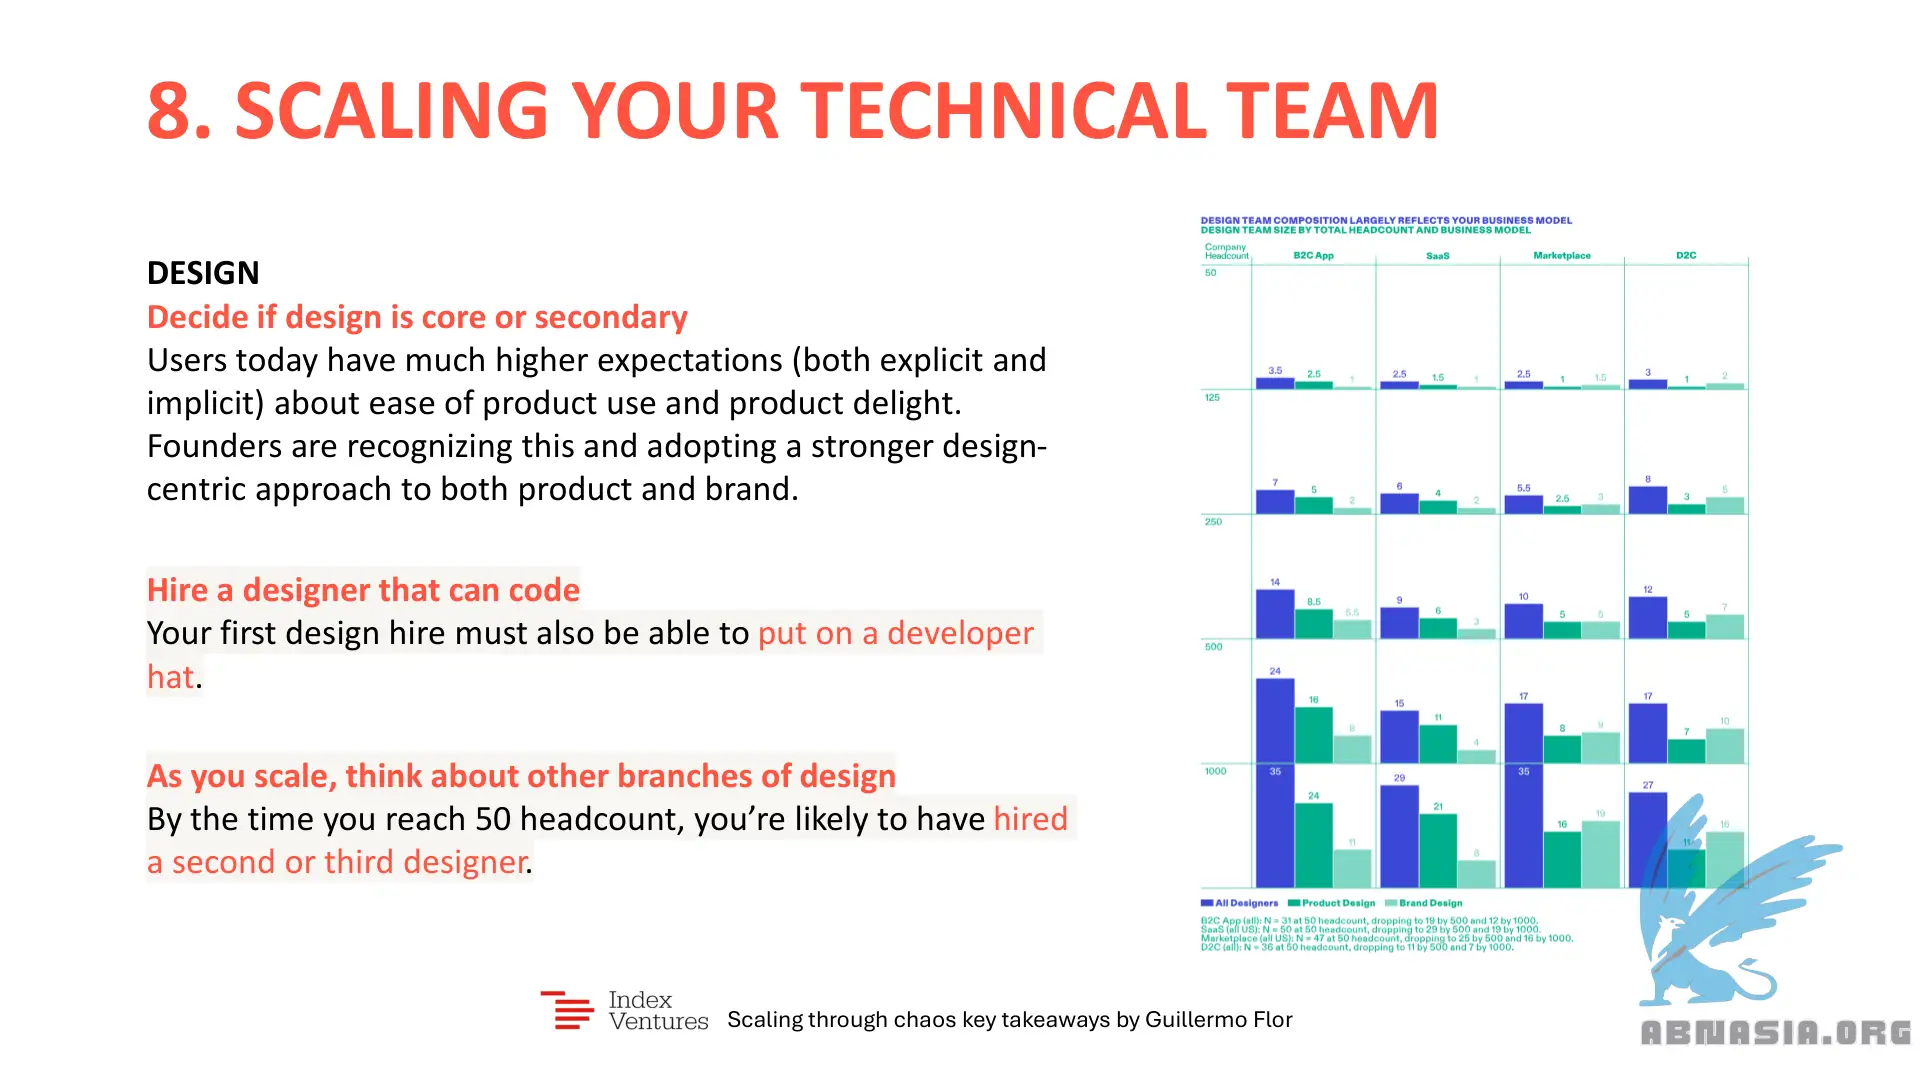 8. SCALING YOUR TECHNICAL TEAM
DESIGN
Decide if design is core or secondary
Users today have much higher expectations (both explicit and
implicit) about ease of product use and product delight.
Founders are recognizing this and adopting a stronger design-
centric approach to both product and brand.
Hire a designer that can code
Your first design hire must also be able to put on a developer
hat.
As you scale, think about other branches of design
By the time you reach 50 headcount, you’re likely to have hired
a second or third designer.
DESIGN TEAM COMPOSITION LARGELY REFLECTS YOUR BUSINESS MODEL
DESIGN TEAM SIZE BY TOTAL HEADCOUNT AND BUSINESS MODEL
Company
Headcount B2C App SaaS Marketplace D2C
50
3.5 2.5 1 2.5 1.5 1 2.5 1 1.5 3 1 2
125
7 5 2 6 4 2 5.5 2.5 3 8 3 5
250
14 8.5 5.5 9 6 3 10 5 5 12 5 7
500
24 16 8 15 11 4 17 8 9 17 7 10
1000
35 24 11 29 21 8 35 16 19 27 11 16
All Designers Product Design Brand Design
B2C App (all): N = 31 at 50 headcount, dropping to 19 by 500 and 12 by 1000.
SaaS (all US): N = 50 at 50 headcount, dropping to 29 by 500 and 19 by 1000.
Marketplace (all US): N = 47 at 50 headcount, dropping to 25 by 500 and 16 by 1000.
D2C (all): N = 36 at 50 headcount, dropping to 11 by 500 and 7 by 1000.
Index
Ventures
Scaling through chaos key takeaways by Guillermo Flor
ABNASIA.ORG